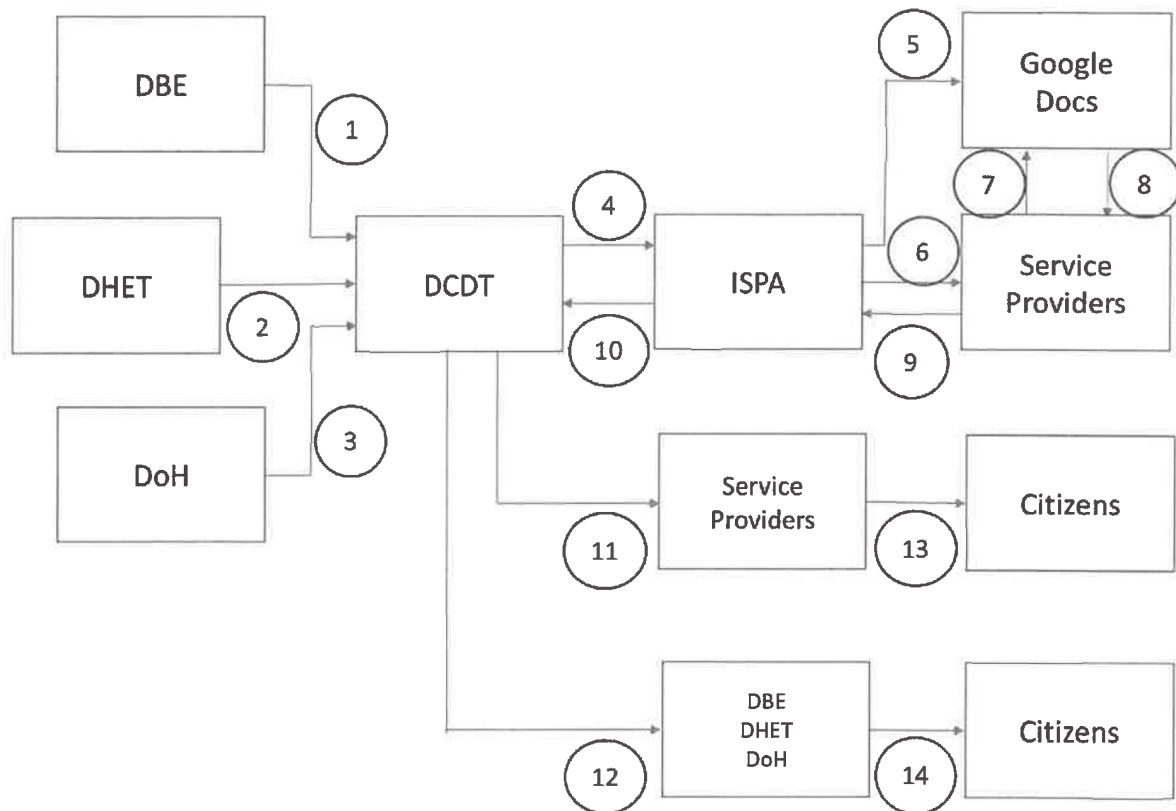 DBE
1
DHET
2
DoH
3
DCDT
4
10
ISPA
5
6
9
Google
Docs
7
8
Service
Providers
11
Service
Providers
13
Citizens
12
DBE
DHET
DoH
14
Citizens